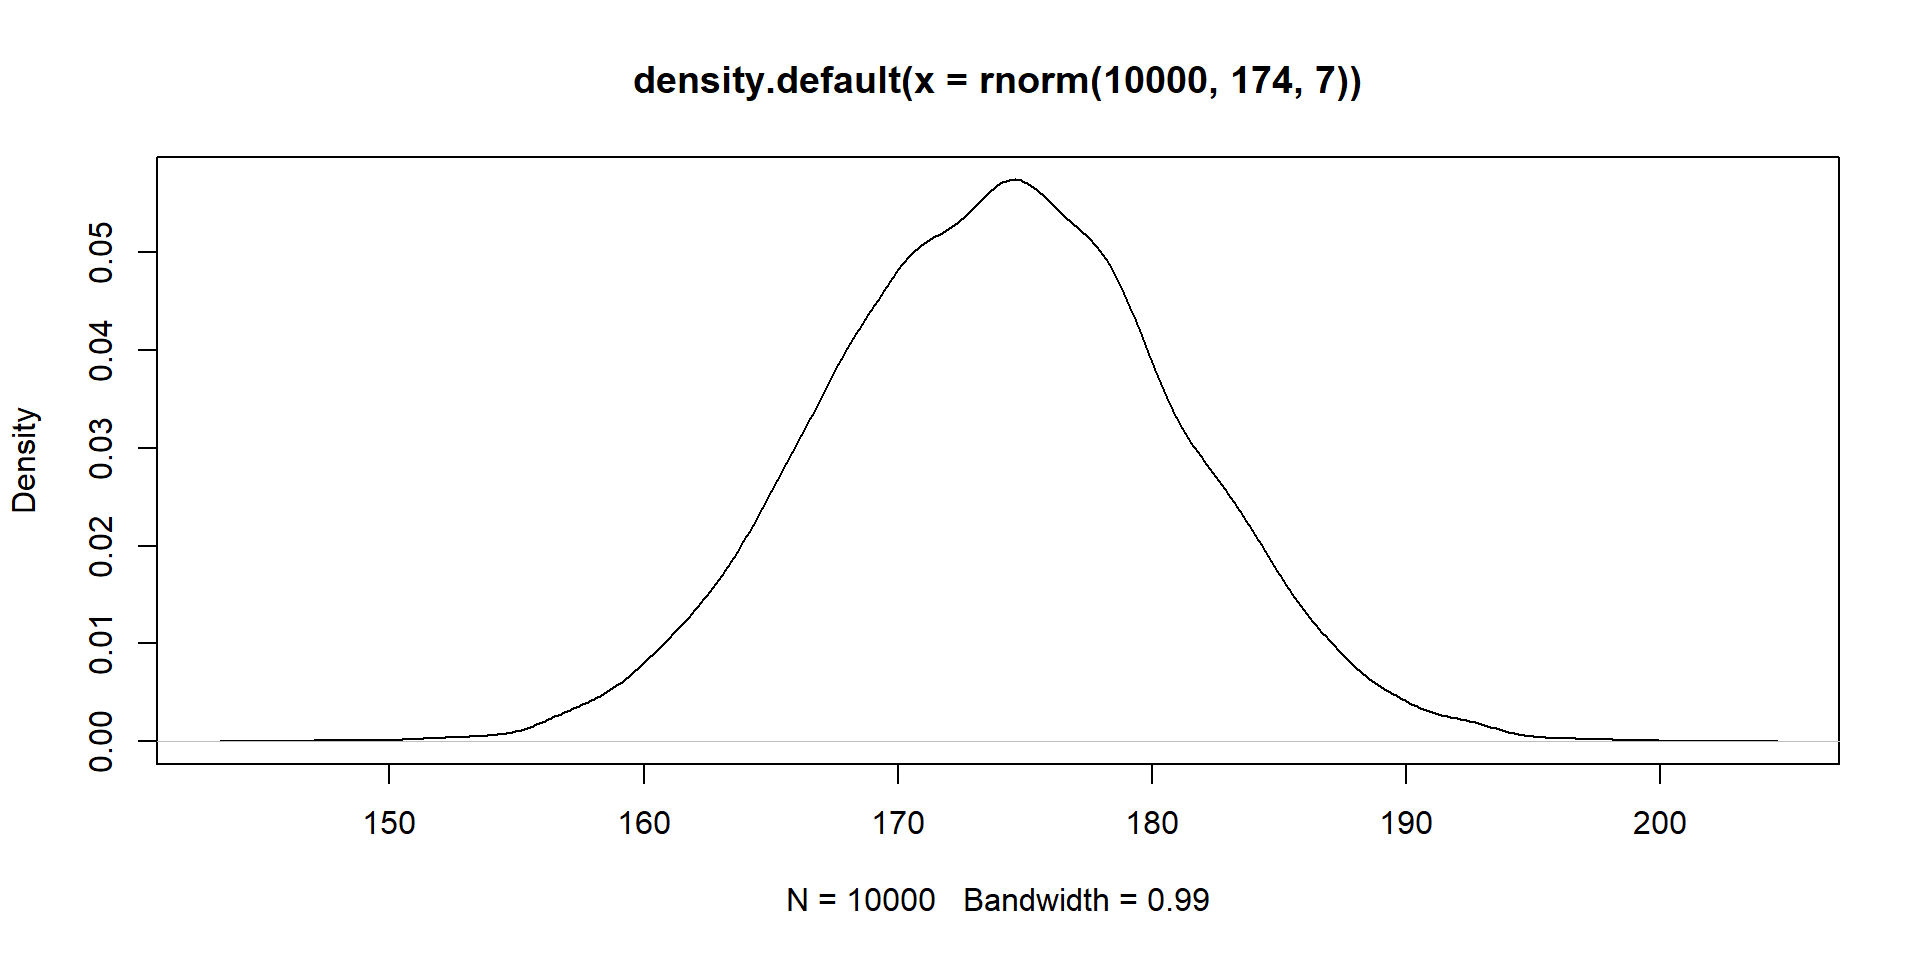 density.default(x = rnorm(10000, 174, 7))
Density
0.05
0.04
0.03
0.02
0.01
0.00
150 160 170 180 190 200
N = 10000 Bandwidth = 0.99